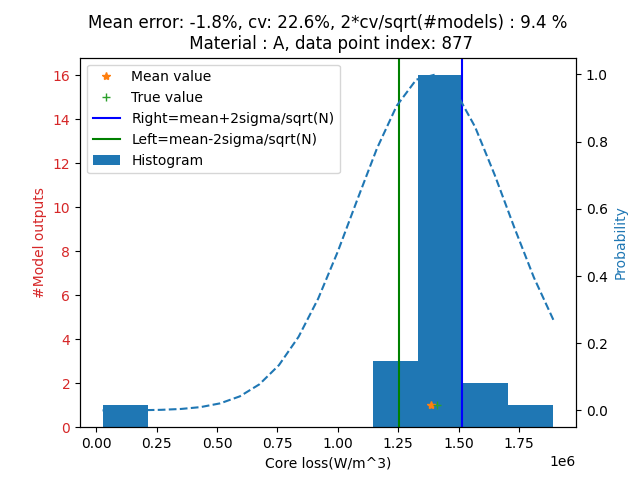 Mean error: -1.8%, cv: 22.6%, 2*cv/sqrt(#models) : 9.4 %
Material : A, data point index: 877
Mean value
True value
Right=mean+2sigma/sqrt(N)
Left=mean-2sigma/sqrt(N)
Histogram
#Model outputs
16
14
12
10
8
6
4
2
0
1.0
0.8
0.6
0.4
0.2
0.0
Probability
0.00 0.25 0.50 0.75 1.00 1.25 1.50 1.75
Core loss(W/m^3)
1e6